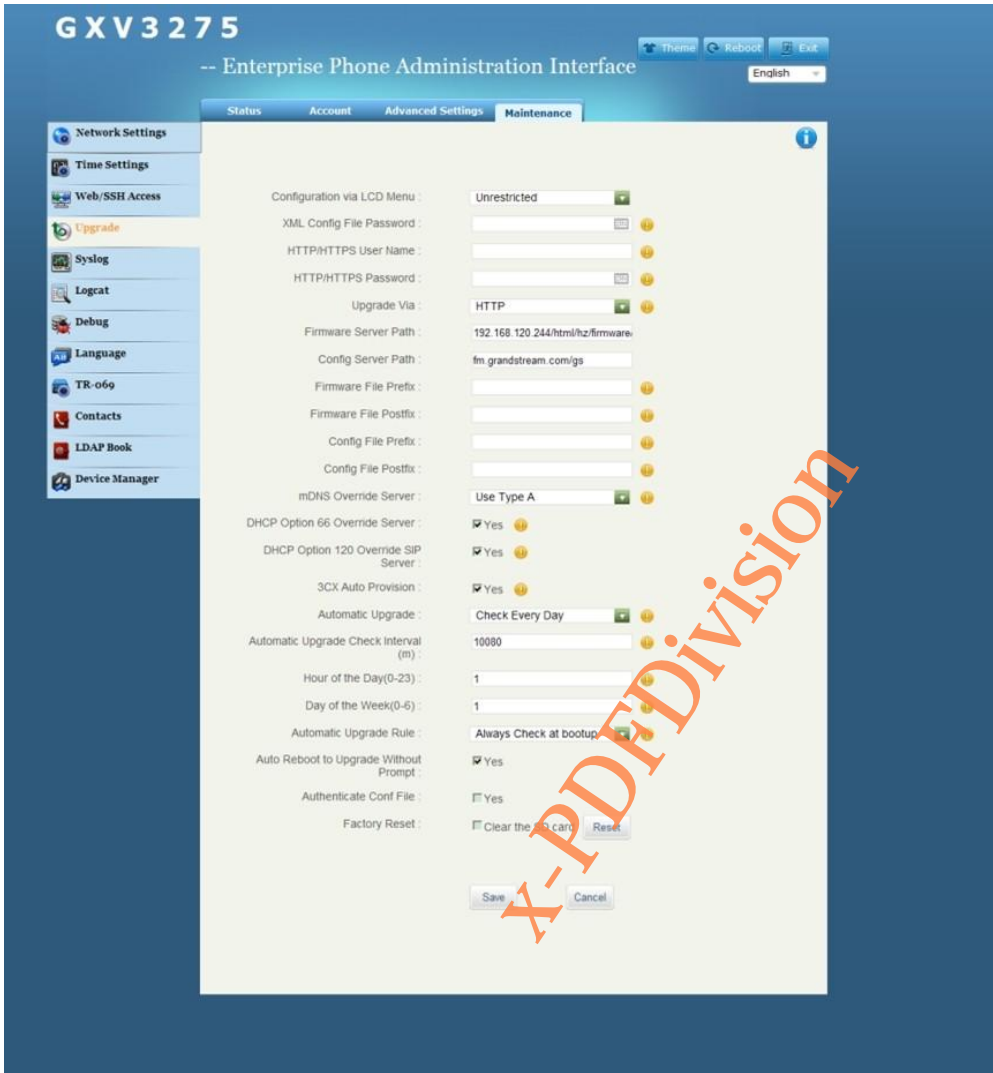 GXV3275
-- Enterprise Phone Administration Interface
Theme Reboot Exit
English
Status Account Advanced Settings Maintenance
Network Settings
Time Settings
Web/SSH Access
Upgrade
Syslog
Logcat
Debug
Language
TR-069
Contacts
LDAP Book
Device Manager
Configuration via LCD Menu : Unrestricted
XML Config File Password :
HTTP/HTTPS User Name :
HTTP/HTTPS Password :
Upgrade Via : HTTP
Firmware Server Path : 192.168.120.244/html/hz/firmware/
Config Server Path : fm.grandstream.com/gs
Firmware File Prefix :
Firmware File Postfix :
Config File Prefix :
Config File Postfix :
mDNS Override Server : Use Type A
DHCP Option 66 Override Server : Yes
DHCP Option 120 Override SIP
Server : Yes
3CX Auto Provision : Yes
Automatic Upgrade : Check Every Day
Automatic Upgrade Check Interval
(m) : 10080
Hour of the Day(0-23) : 1
Day of the Week(0-6) : 1
Automatic Upgrade Rule : Always Check at bootup
Auto Reboot to Upgrade Without
Prompt : Yes
Authenticate Conf File : Yes
Factory Reset : Clear the SD card Reset
Save Cancel
x-PDFDivision